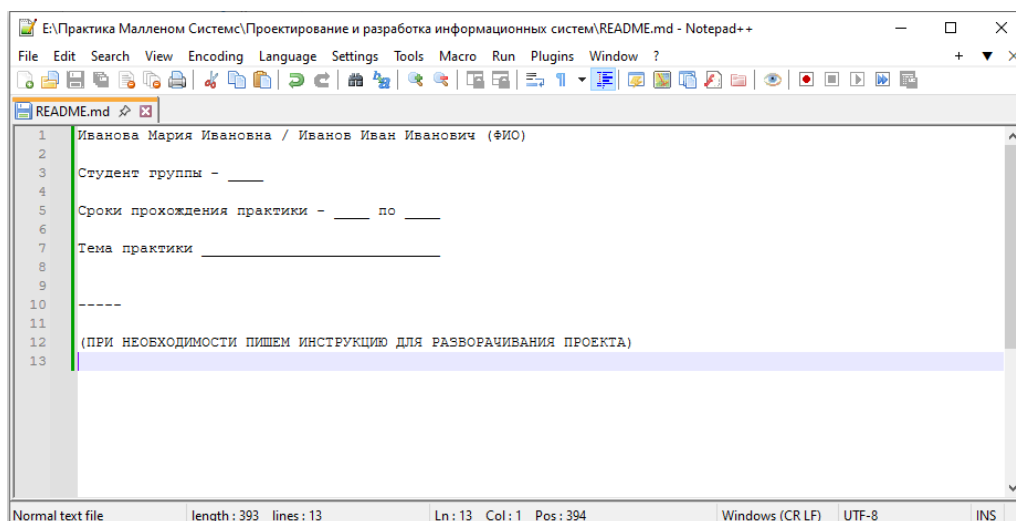 E:\Практика Малленом Системс\Проектирование и разработка информационных систем\README.md - Notepad++
File Edit Search View Encoding Language Settings Tools Macro Run Plugins Window ?
README.md
1 Иванова Мария Ивановна / Иванов Иван Иванович (ФИО)
2
3 Студент группы - ____
4
5 Сроки прохождения практики - ____ по ____
6
7 Тема практики ___________________________
8
9
10 -----
11
12 (ПРИ НЕОБХОДИМОСТИ ПИШЕМ ИНСТРУКЦИЮ ДЛЯ РАЗВОРАЧИВАНИЯ ПРОЕКТА)
13
Normal text file length : 393 lines : 13 Ln : 13 Col : 1 Pos : 394 Windows (CR LF) UTF-8 INS